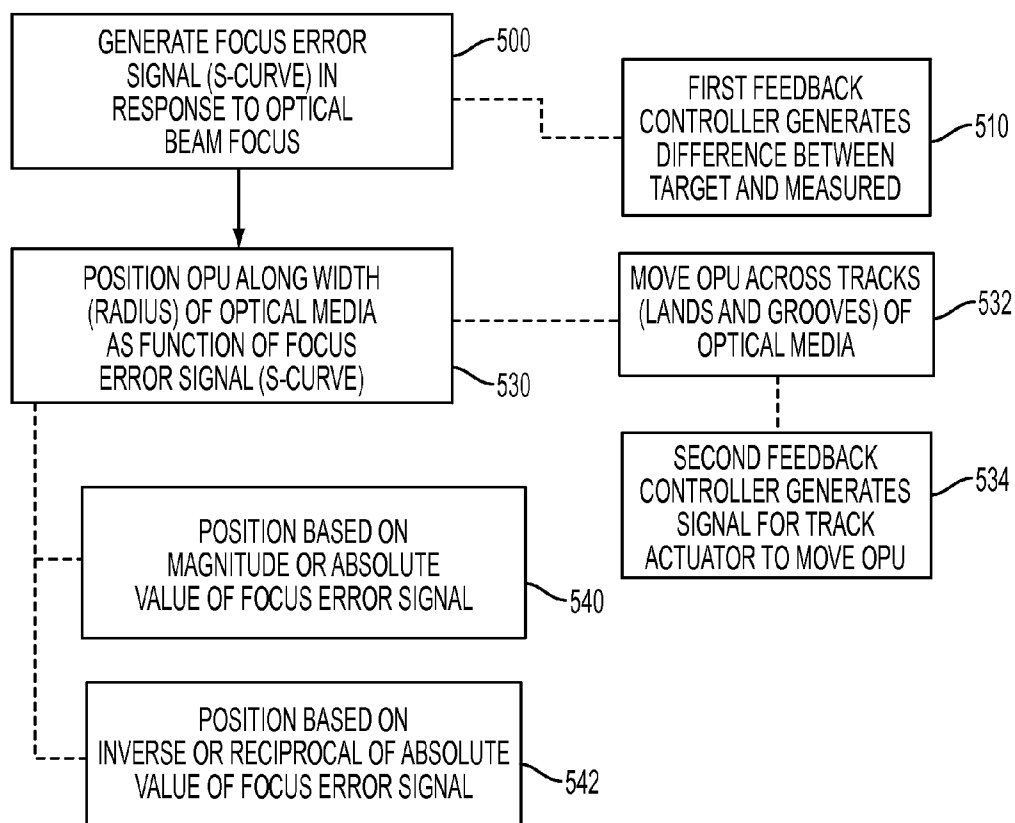 GENERATE FOCUS ERROR
SIGNAL (S-CURVE) IN
RESPONSE TO OPTICAL
BEAM FOCUS
500
FIRST FEEDBACK
CONTROLLER GENERATES
DIFFERENCE BETWEEN
TARGET AND MEASURED
510
POSITION OPU ALONG WIDTH
(RADIUS) OF OPTICAL MEDIA
AS FUNCTION OF FOCUS
ERROR SIGNAL (S-CURVE)
530
MOVE OPU ACROSS TRACKS
(LANDS AND GROOVES) OF
OPTICAL MEDIA
532
SECOND FEEDBACK
CONTROLLER GENERATES
SIGNAL FOR TRACK
ACTUATOR TO MOVE OPU
534
POSITION BASED ON
MAGNITUDE OR ABSOLUTE
VALUE OF FOCUS ERROR SIGNAL
540
POSITION BASED ON
INVERSE OR RECIPROCAL OF ABSOLUTE
VALUE OF FOCUS ERROR SIGNAL
542